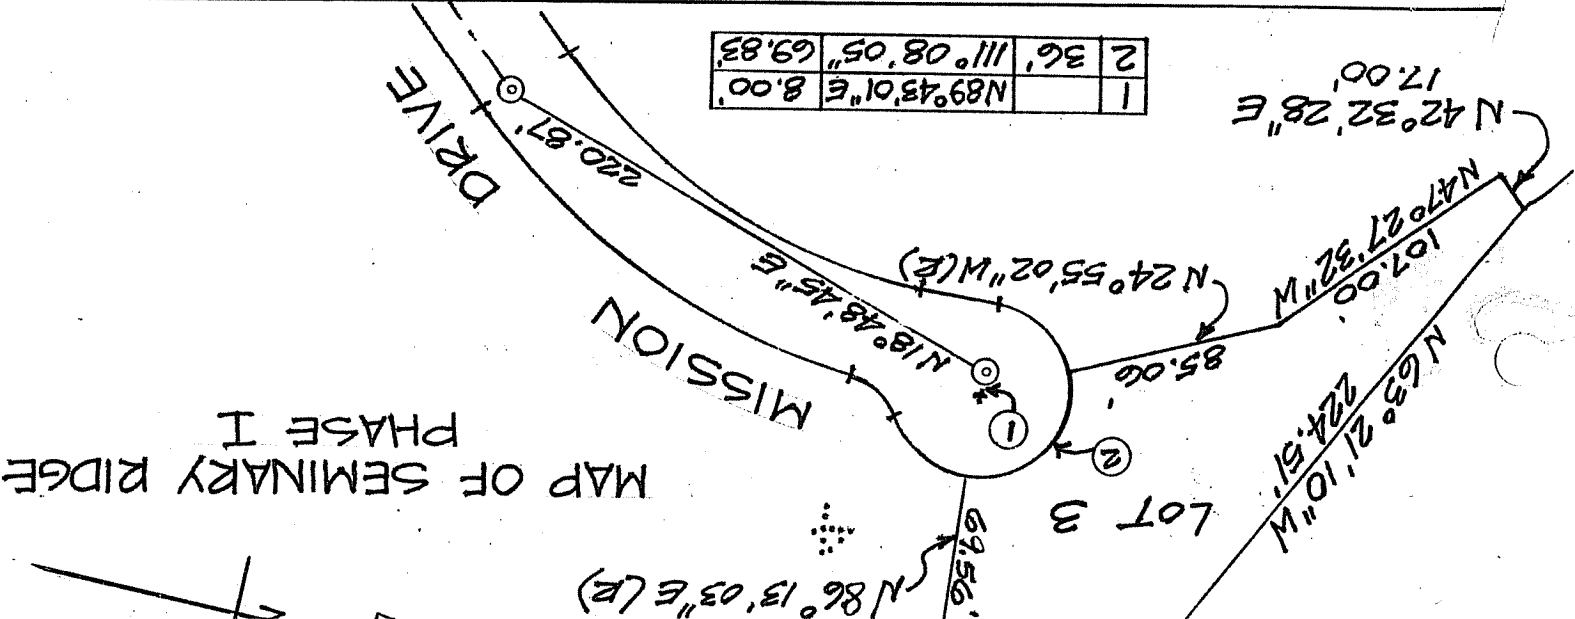 N 86° 13' 03" E (R)
69.56'
LOT 3
N 63° 21' 10" W
224.51'
MAP OF SEMINARY RIDGE
PHASE I
2
1
*
85.06'
N 24° 55' 02" W (R)
MISSION
DRIVE
N 18° 48' 45" E
220.87'
107.00'
N 47° 27' 32" W
N 42° 32' 28" E
17.00'
1 N89°43'01"E 8.00'
2 36' 111°08'05" 69.83'